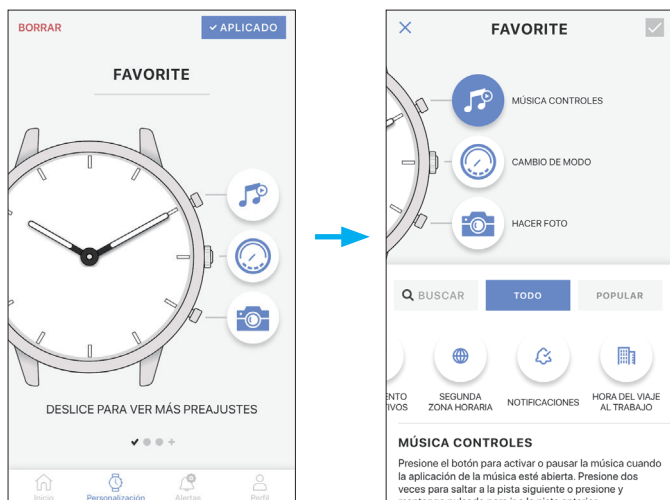 BORRAR
✓ APLICADO
FAVORITE
DESLICE PARA VER MÁS PREAJUSTES
Inicio
Personalización
Alertas
Perfil
FAVORITE
MÚSICA CONTROLES
CAMBIO DE MODO
HACER FOTO
BUSCAR
TODO
POPULAR
NTO
IVOS
SEGUNDA
ZONA HORARIA
NOTIFICACIONES
HORA DEL VIAJE
AL TRABAJO
MÚSICA CONTROLES
Presione el botón para activar o pausar la música cuando
la aplicación de la música esté abierta. Presione dos
veces para saltar a la pista siguiente o presione y